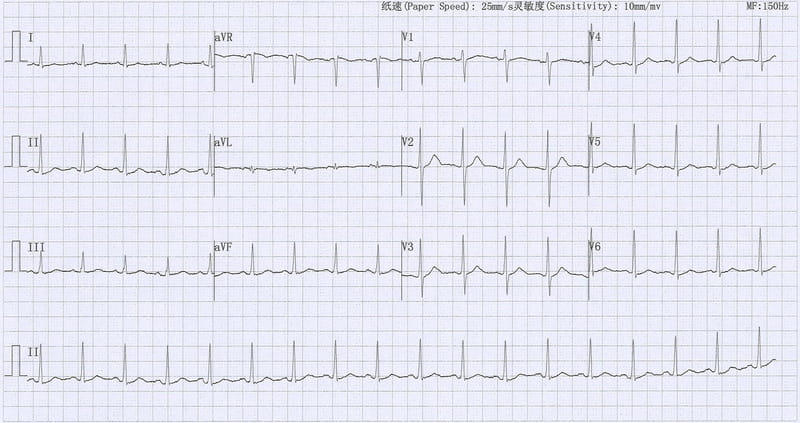 纸速(Paper Speed): 25mm/s灵敏度(Sensitivity): 10mm/mv MF:150Hz
I aVR V1 V4
II aVL V2 V5
III aVF V3 V6
II